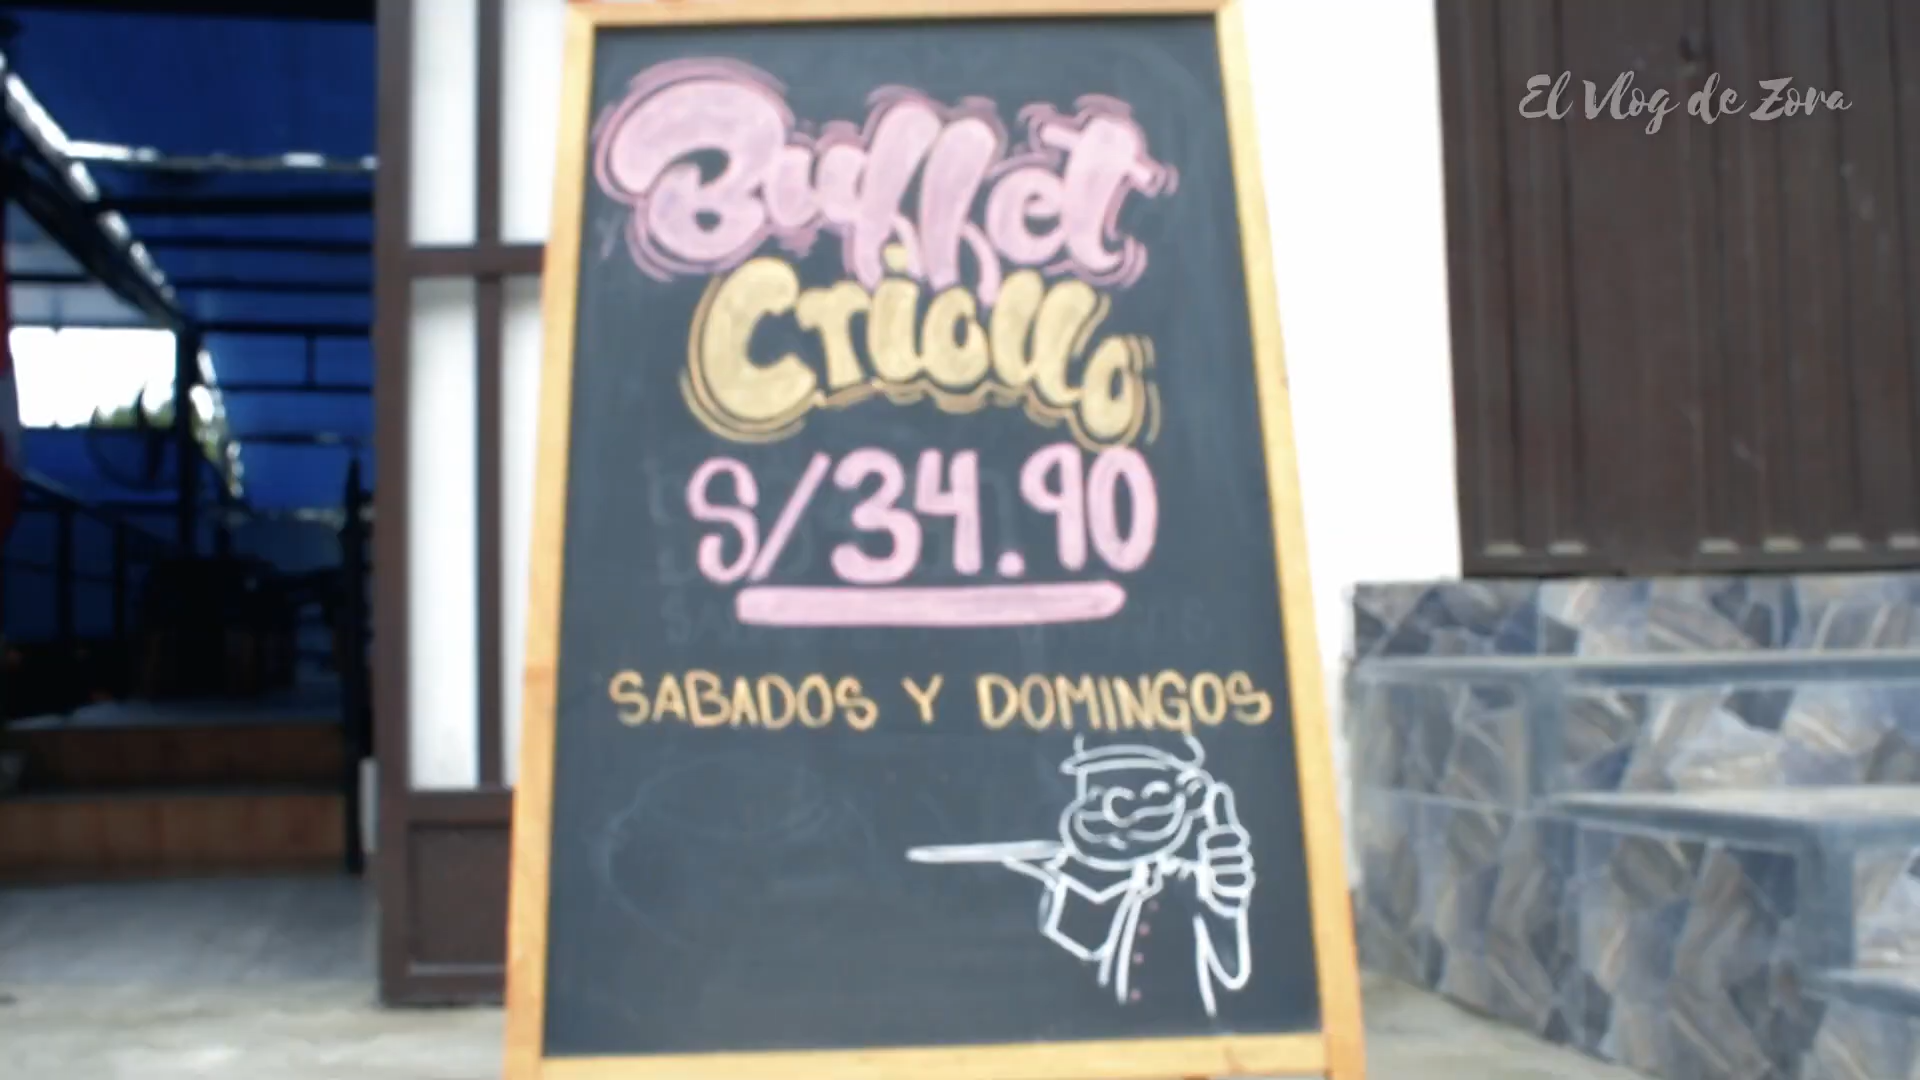 El Vlog de Zora
Buffet
Criollo
S/34.90
SABADOS Y DOMINGOS